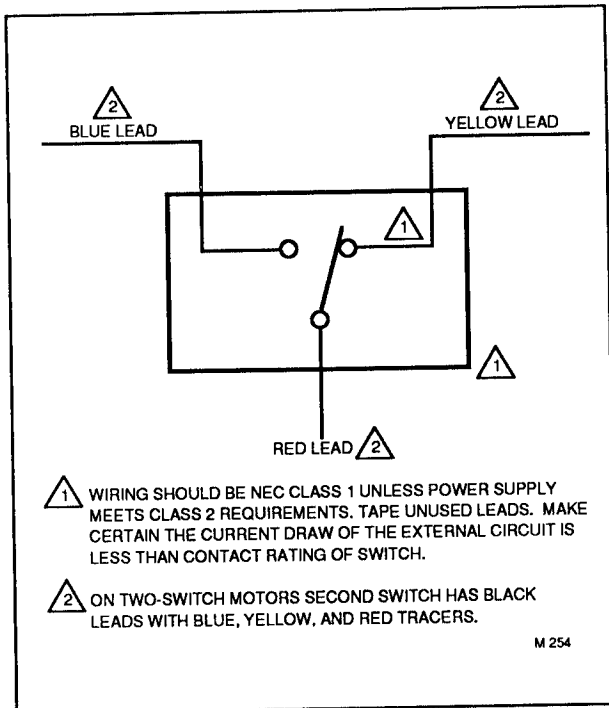 2
BLUE LEAD
2
YELLOW LEAD
1
1
RED LEAD 2
1 WIRING SHOULD BE NEC CLASS 1 UNLESS POWER SUPPLY
MEETS CLASS 2 REQUIREMENTS. TAPE UNUSED LEADS. MAKE
CERTAIN THE CURRENT DRAW OF THE EXTERNAL CIRCUIT IS
LESS THAN CONTACT RATING OF SWITCH.
2 ON TWO-SWITCH MOTORS SECOND SWITCH HAS BLACK
LEADS WITH BLUE, YELLOW, AND RED TRACERS.
M 254